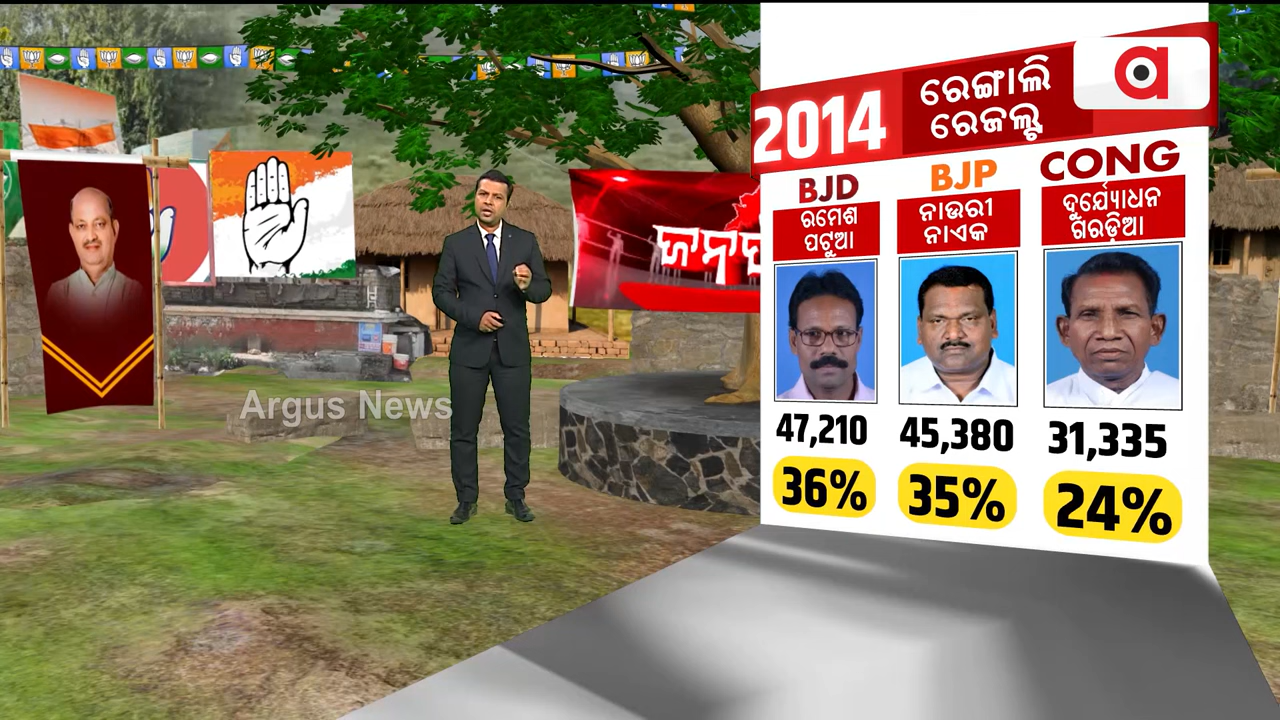 2014
ରେଙ୍ଗାଲି
ରେଜଲ୍ଟ
a
BJD
BJP
CONG
ରମେଶ
ପଟୁଆ
ନାଉରୀ
ନାଏକ
ଦୁର୍ଯ୍ୟୋଧନ
ଗରଡ଼ିଆ
47,210
45,380
31,335
36%
35%
24%
Argus News